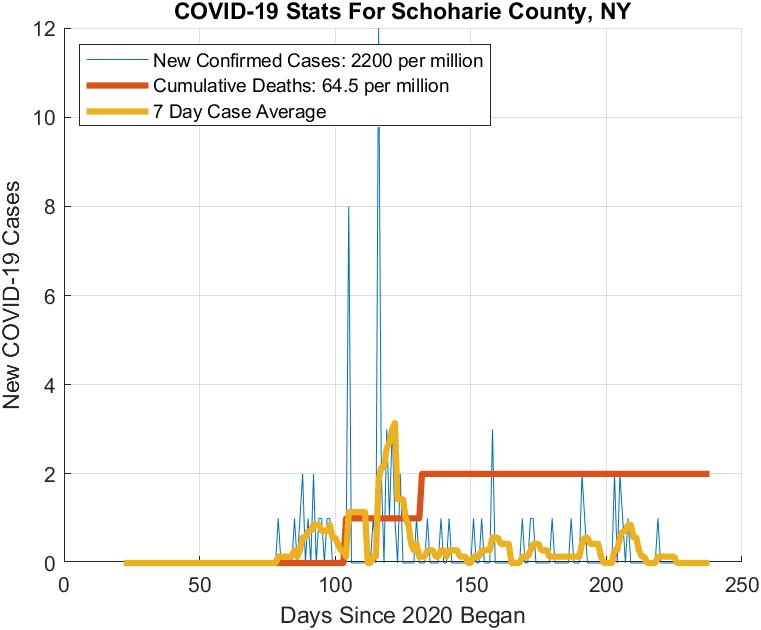 COVID-19 Stats For Schoharie County, NY
New Confirmed Cases: 2200 per million
Cumulative Deaths: 64.5 per million
7 Day Case Average
New COVID-19 Cases
12
10
8
6
4
2
0
0 50 100 150 200 250
Days Since 2020 Began